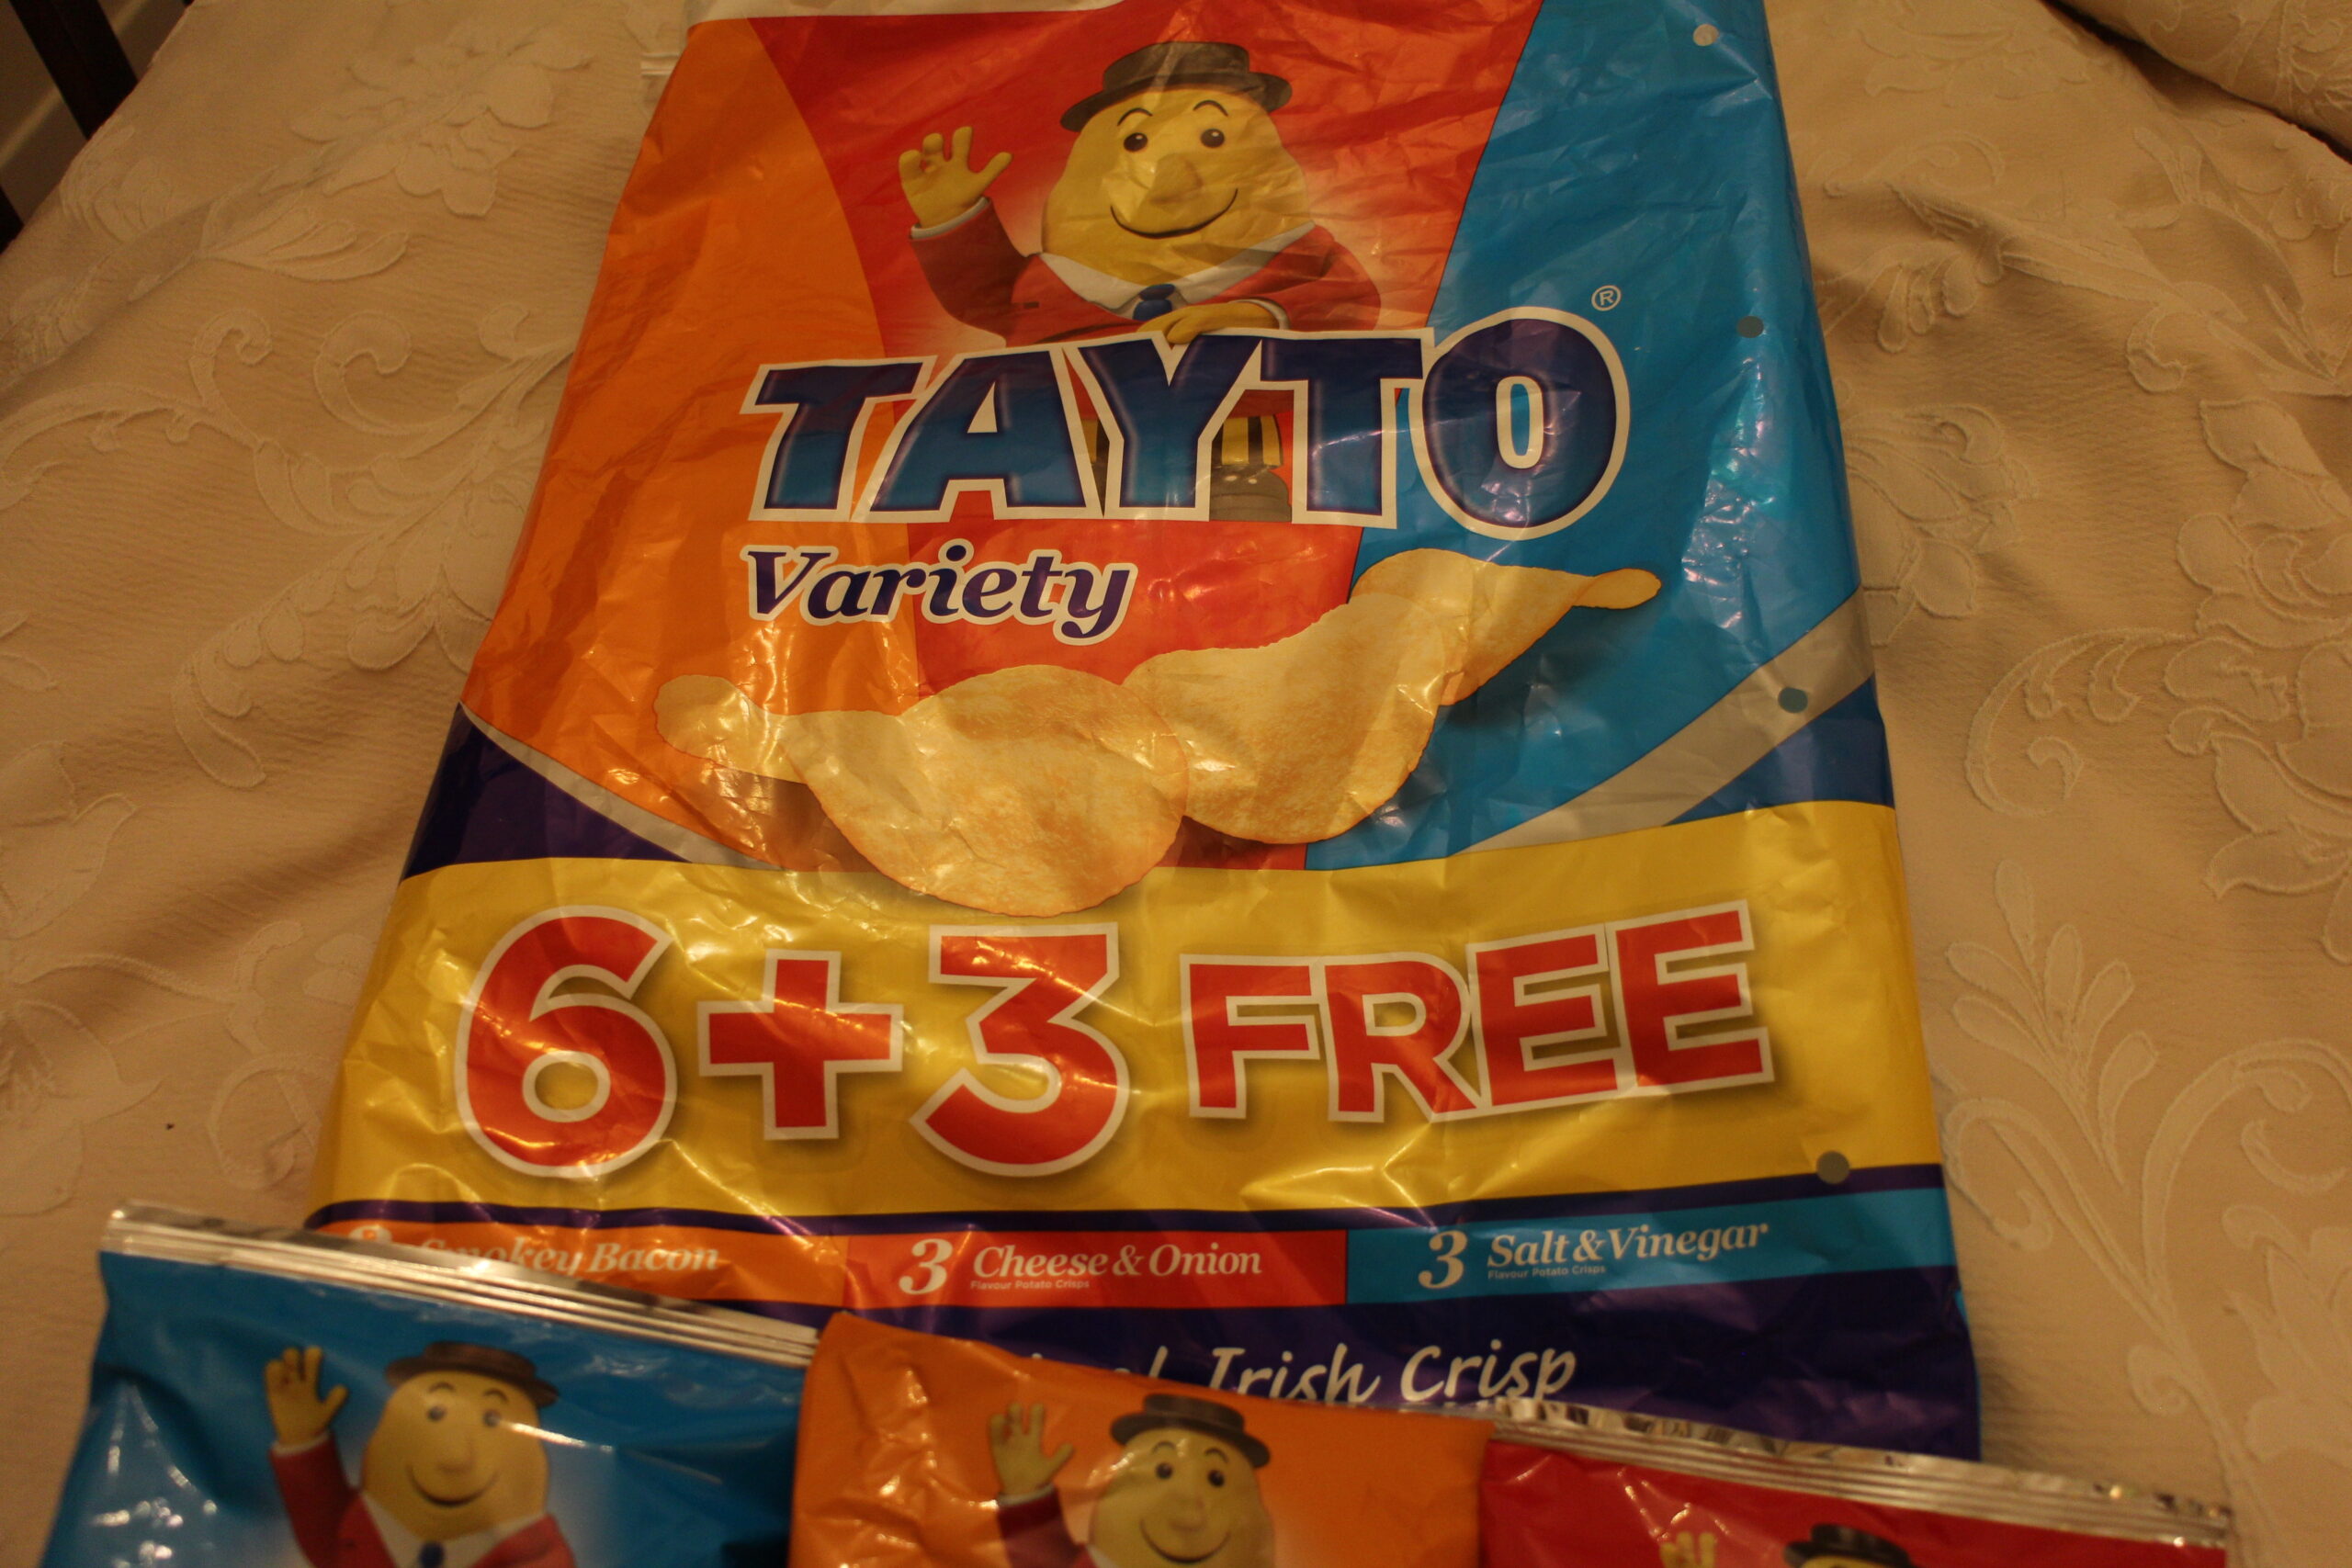 TAYTO®
Variety
6+3 FREE
Smokey Bacon
3 Cheese & Onion
Flavour Potato Crisps
3 Salt & Vinegar
Flavour Potato Crisps
Irish Crisp